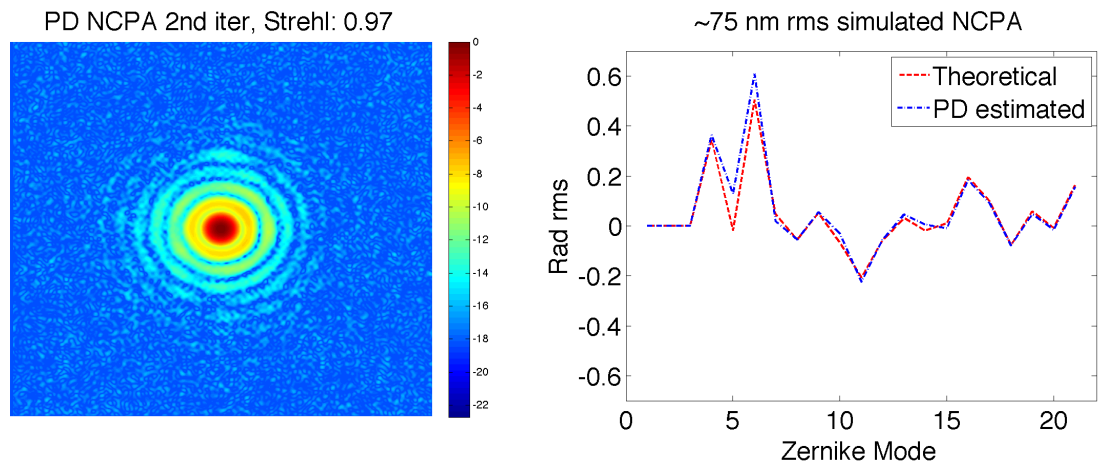 PD NCPA 2nd iter, Strehl: 0.97
0
-2
-4
-6
-8
-10
-12
-14
-16
-18
-20
-22
~75 nm rms simulated NCPA
Theoretical
PD estimated
Rad rms
0.6
0.4
0.2
0
-0.2
-0.4
-0.6
0 5 10 15 20
Zernike Mode